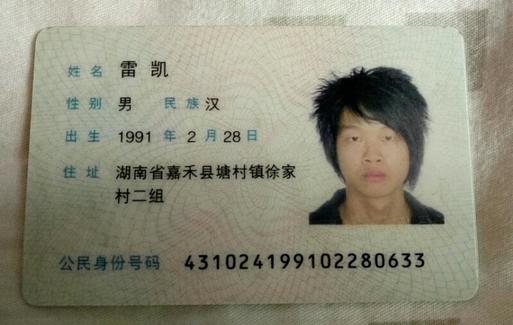 姓名 雷凯
性别 男 民族 汉
出生 1991 年 2 月 28 日
住址 湖南省嘉禾县塘村镇徐家
村二组
公民身份号码 431024199102280633